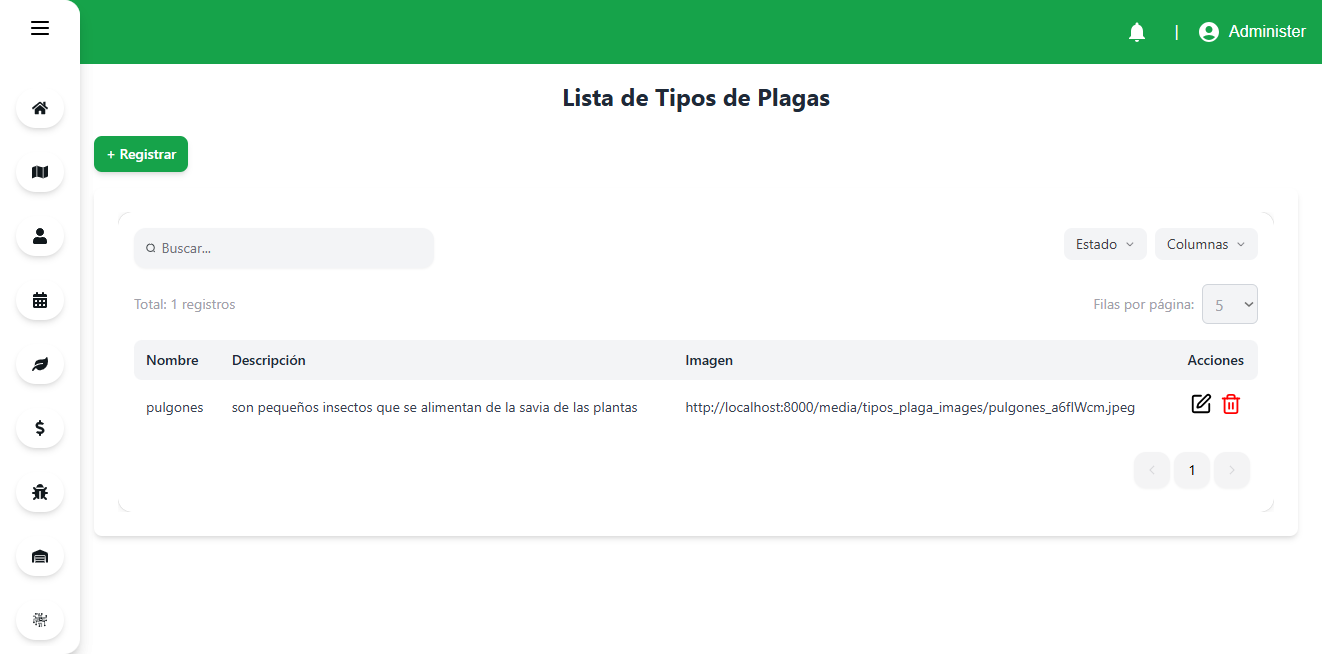 | Administer
Lista de Tipos de Plagas
+ Registrar
Buscar... Estado Columnas
Total: 1 registros Filas por página: 5
Nombre Descripción Imagen Acciones
pulgones son pequeños insectos que se alimentan de la savia de las plantas http://localhost:8000/media/tipos_plaga_images/pulgones_a6flWcm.jpeg
1